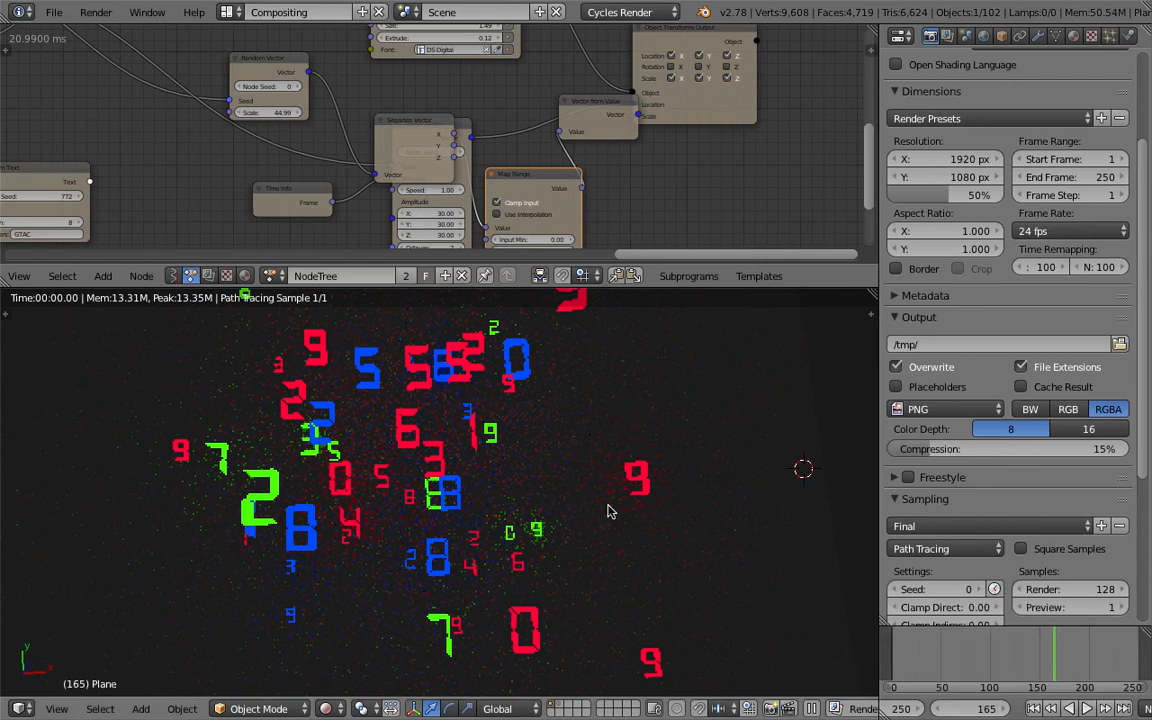 File Render Window Help Compositing Scene Cycles Render v2.78 | Verts:9,608 | Faces:4,719 | Tris:6,624 | Objects:1/102 | Lamps:0/0 | Mem:50.54M | Plan
20.9900 ms
Extrude: 0.12
Font: DS-Digital
Random Vector
Vector
Node Seed: 0
Seed
Scale: 44.99
Separate Vector
X
Y
Z
Vector
Time Info
Frame
Speed: 1.00
Amplitude
X: 30.00
Y: 30.00
Z: 30.00
Text
Seed: 772
8
GTAC
Map Range
Value
Clamp Input
Use Interpolation
Value
Input Min: 0.00
Vector from Value
Vector
Value
Object Transforms Output
Object
Location X Y Z
Rotation X Y Z
Scale X Y Z
Object
Location
Scale
View Select Add Node NodeTree 2 F Subprograms Templates
Time:00:00.00 | Mem:13.31M, Peak:13.35M | Path Tracing Sample 1/1
(165) Plane
View Select Add Object Object Mode Global Rende
Open Shading Language
Dimensions
Render Presets
Resolution: Frame Range:
X: 1920 px Start Frame: 1
Y: 1080 px End Frame: 250
50% Frame Step: 1
Aspect Ratio: Frame Rate:
X: 1.000 24 fps
Y: 1.000 Time Remapping:
Border Crop : 100 N: 100
Metadata
Output
/tmp/
Overwrite File Extensions
Placeholders Cache Result
PNG BW RGB RGBA
Color Depth: 8 16
Compression: 15%
Freestyle
Sampling
Final
Path Tracing Square Samples
Settings: Samples:
Seed: 0 Render: 128
Clamp Direct: 0.00 Preview: 1
Clamp Indirec: 0.00
0 50 100 150 200 250
250 165